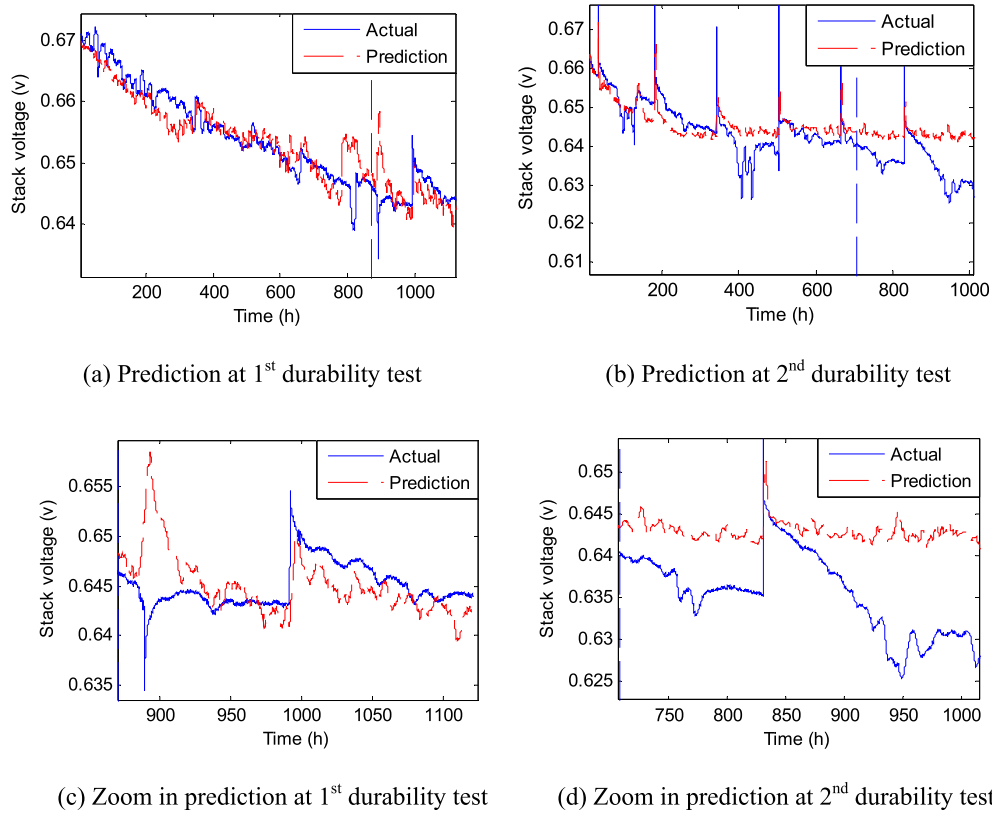 0.67
0.66
0.65
0.64
Stack voltage (v)
200 400 600 800 1000
Time (h)
Actual
Prediction
(a) Prediction at 1st durability test
0.67
0.66
0.65
0.64
0.63
0.62
0.61
Stack voltage (v)
200 400 600 800 1000
Time (h)
Actual
Prediction
(b) Prediction at 2nd durability test
0.655
0.65
0.645
0.64
0.635
Stack voltage (v)
900 950 1000 1050 1100
Time (h)
Actual
Prediction
(c) Zoom in prediction at 1st durability test
0.65
0.645
0.64
0.635
0.63
0.625
Stack voltage (v)
750 800 850 900 950 1000
Time (h)
Actual
Prediction
(d) Zoom in prediction at 2nd durability test